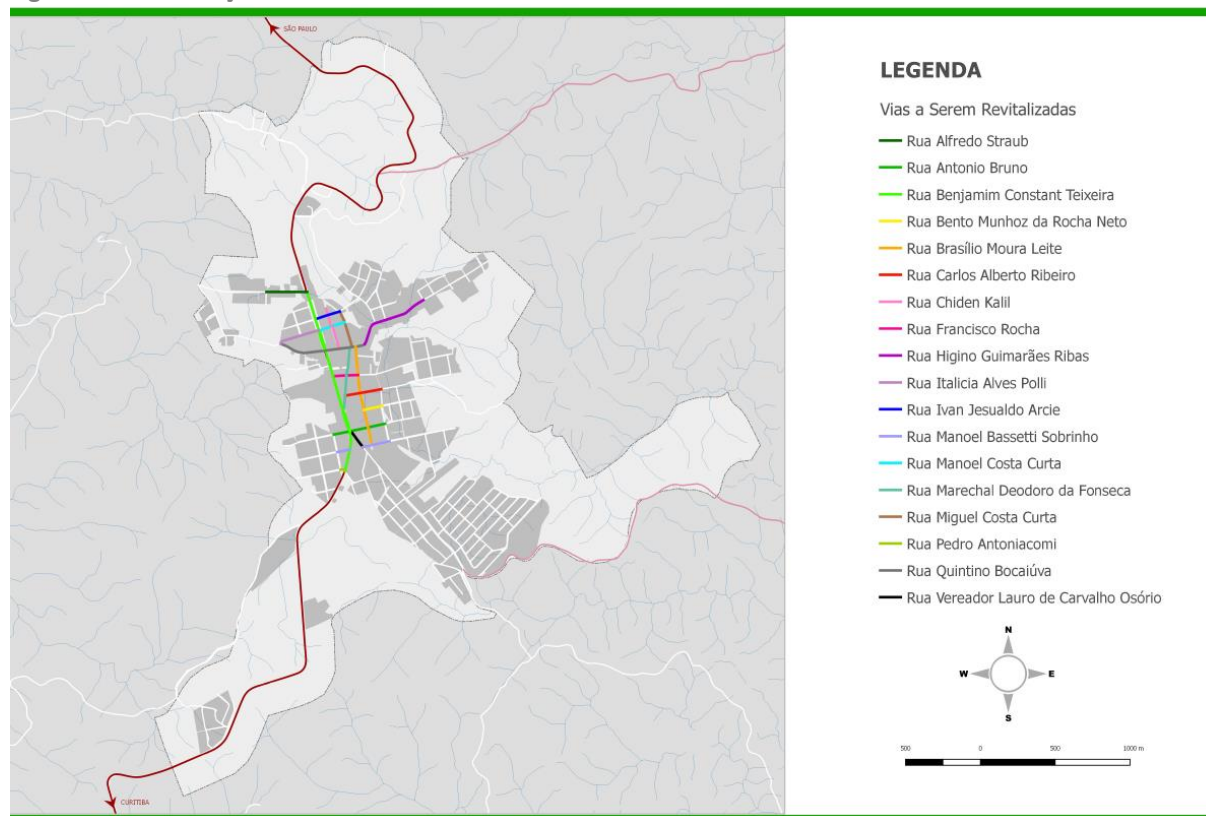 SÃO PAULO
CURITIBA
LEGENDA
Vias a Serem Revitalizadas
Rua Alfredo Straub
Rua Antonio Bruno
Rua Benjamim Constant Teixeira
Rua Bento Munhoz da Rocha Neto
Rua Brasílio Moura Leite
Rua Carlos Alberto Ribeiro
Rua Chiden Kalil
Rua Francisco Rocha
Rua Higino Guimarães Ribas
Rua Italicia Alves Polli
Rua Ivan Jesualdo Arcie
Rua Manoel Bassetti Sobrinho
Rua Manoel Costa Curta
Rua Marechal Deodoro da Fonseca
Rua Miguel Costa Curta
Rua Pedro Antoniacomi
Rua Quintino Bocaiúva
Rua Vereador Lauro de Carvalho Osório
N
W E
S
500 0 500 1000 m